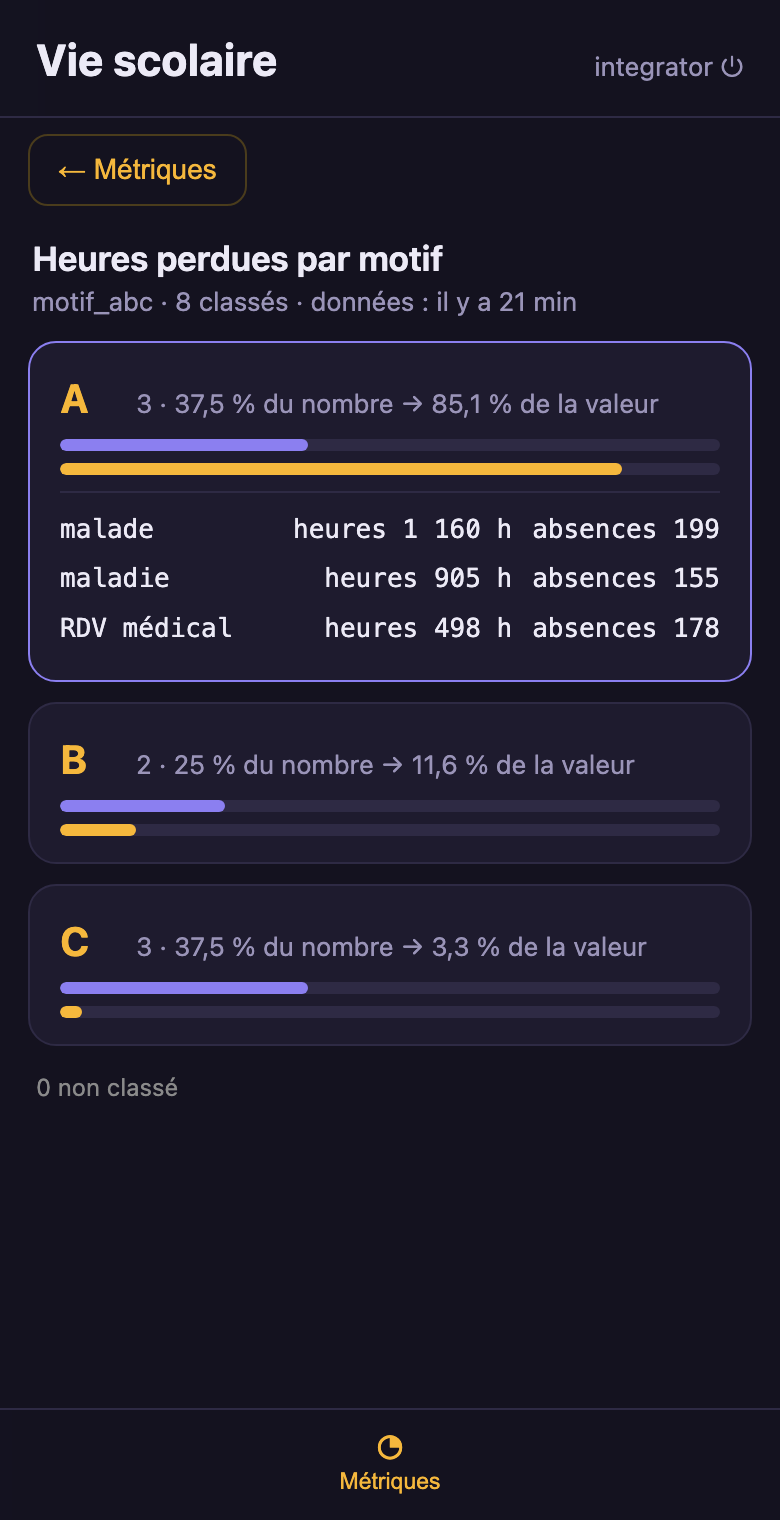 Vie scolaire
integrator
← Métriques
Heures perdues par motif
motif_abc · 8 classés · données : il y a 21 min
A 3 · 37,5 % du nombre → 85,1 % de la valeur
malade heures 1 160 h absences 199
maladie heures 905 h absences 155
RDV médical heures 498 h absences 178
B 2 · 25 % du nombre → 11,6 % de la valeur
C 3 · 37,5 % du nombre → 3,3 % de la valeur
0 non classé
Métriques